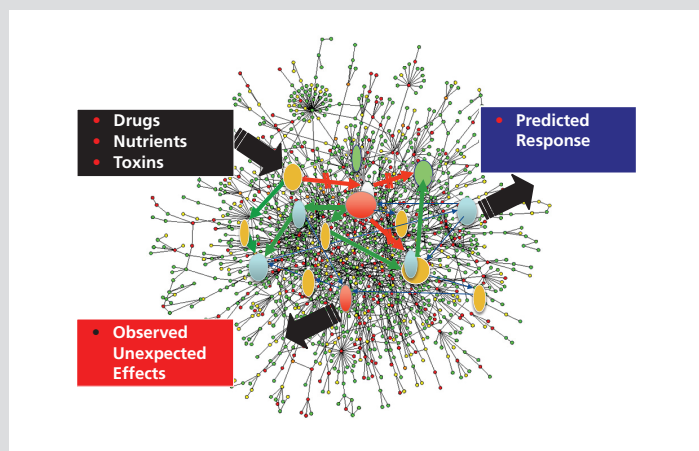 • Drugs
• Nutrients
• Toxins
• Predicted
Response
• Observed
Unexpected
Effects